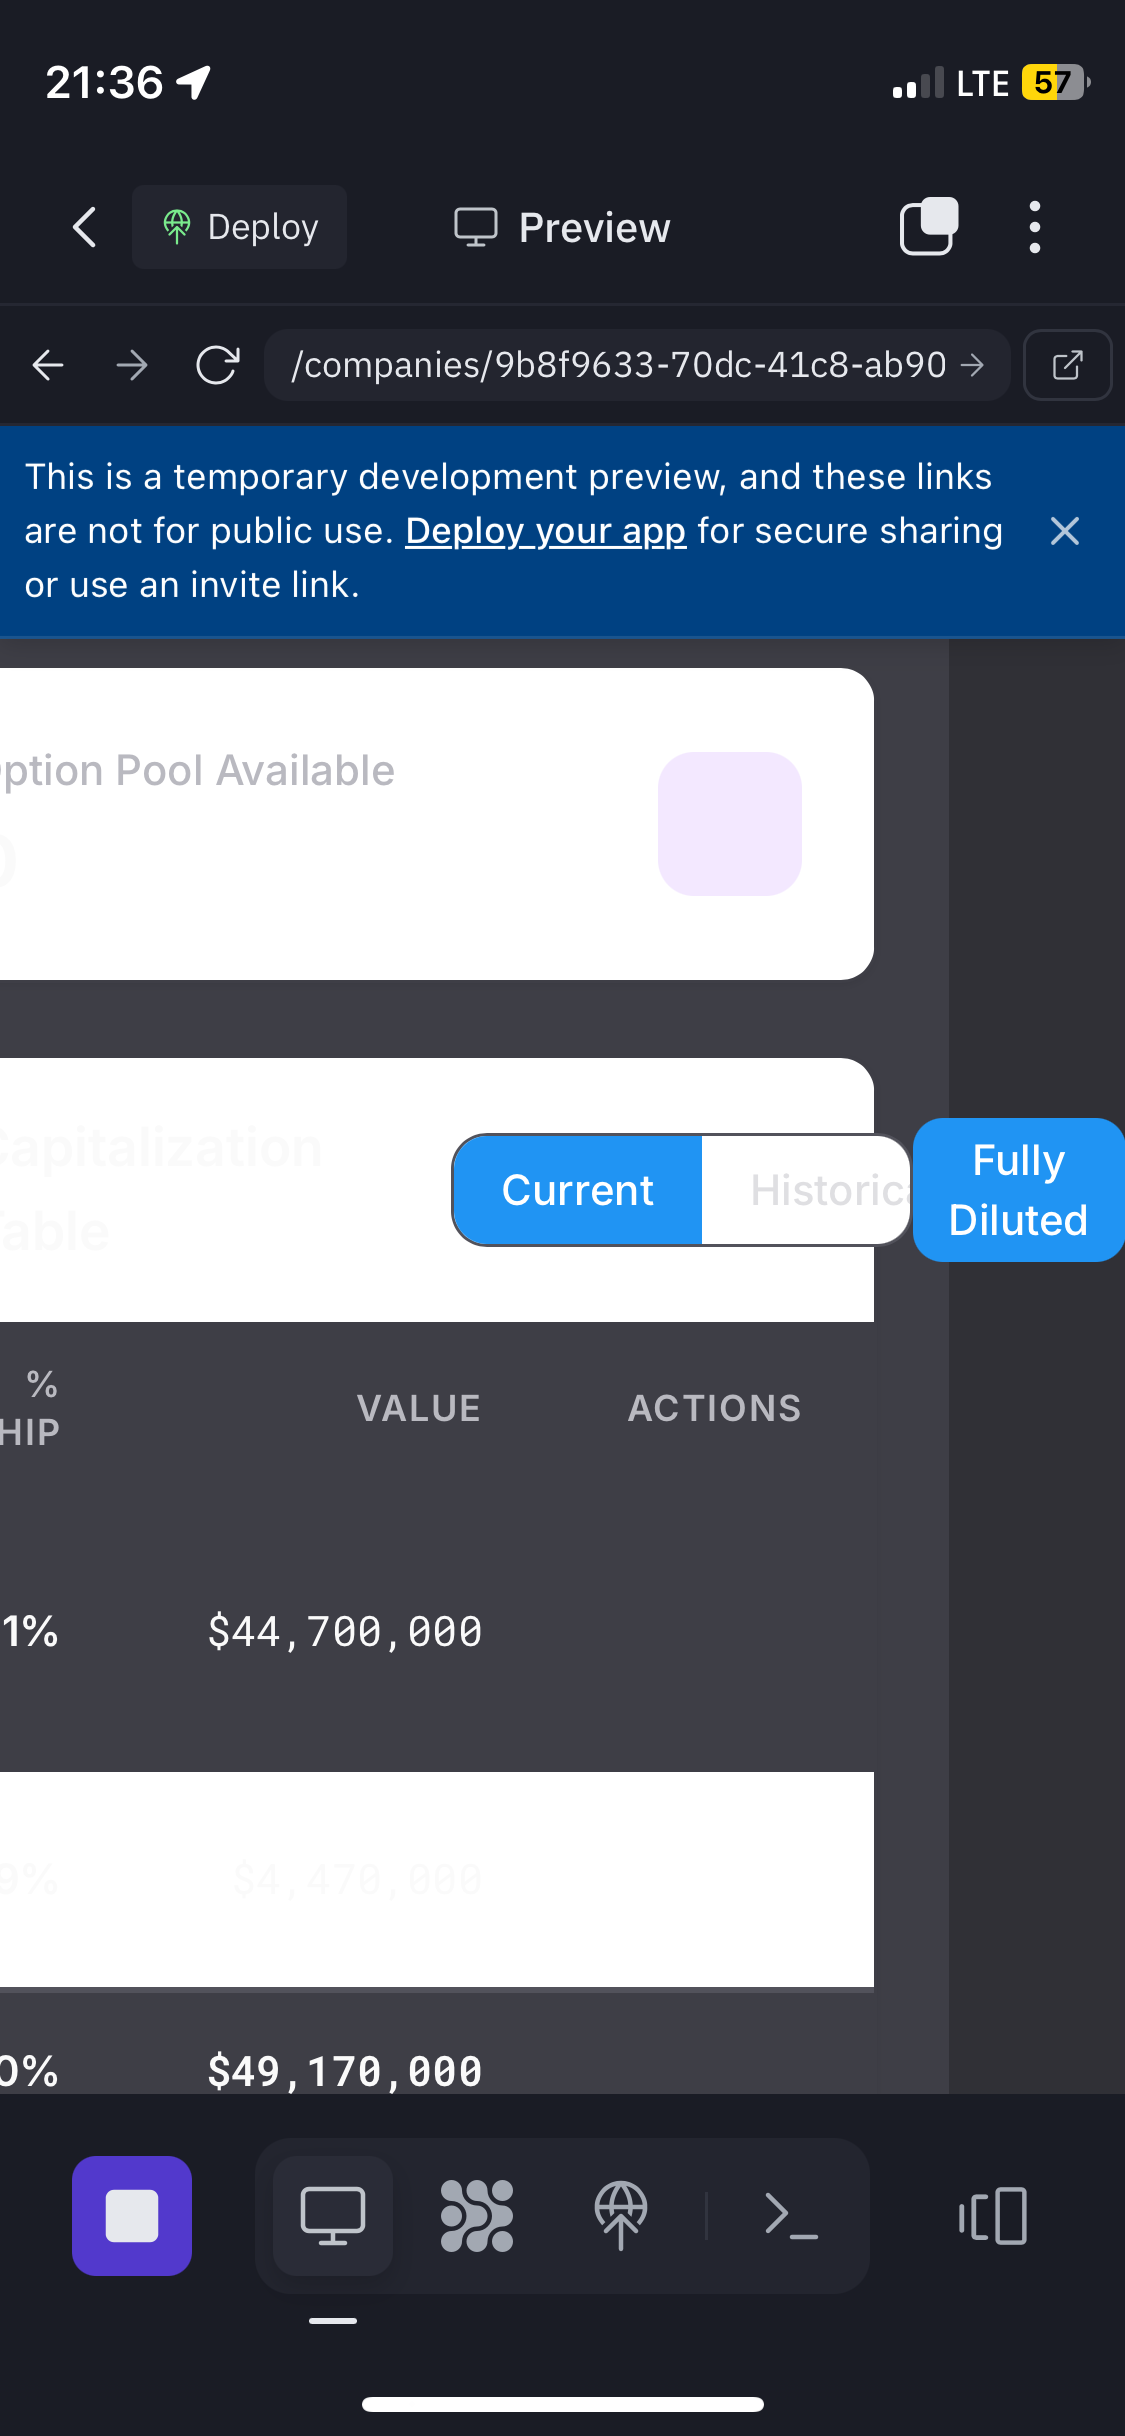 21:36
LTE 57
Deploy
Preview
/companies/9b8f9633-70dc-41c8-ab90
This is a temporary development preview, and these links
are not for public use. Deploy your app for secure sharing
or use an invite link.
ption Pool Available
0
Capitalization
Table
Current
Historica
Fully
Diluted
%
HIP
VALUE
ACTIONS
1%
$44,700,000
9%
$4,470,000
0%
$49,170,000